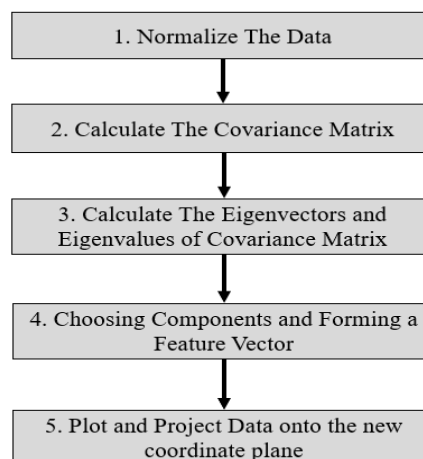 1. Normalize The Data
2. Calculate The Covariance Matrix
3. Calculate The Eigenvectors and
Eigenvalues of Covariance Matrix
4. Choosing Components and Forming a
Feature Vector
5. Plot and Project Data onto the new
coordinate plane